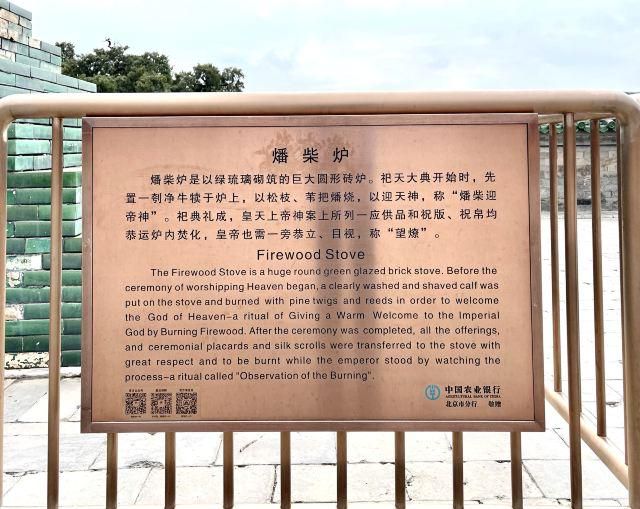 燔柴炉
燔柴炉是以绿琉璃砌筑的巨大圆形砖炉。祀天大典开始时，先
置一刳净牛犊于炉上，以松枝、苇把燔烧，以迎天神，称“燔柴迎
帝神”。祀典礼成，皇天上帝神案上所列一应供品和祝版、祝帛均
恭运炉内焚化，皇帝也需一旁恭立、目视，称“望燎”。
Firewood Stove
The Firewood Stove is a huge round green glazed brick stove. Before the
ceremony of worshipping Heaven began, a clearly washed and shaved calf was
put on the stove and burned with pine twigs and reeds in order to welcome
the God of Heaven–a ritual of Giving a Warm Welcome to the Imperial
God by Burning Firewood. After the ceremony was completed, all the offerings,
and ceremonial placards and silk scrolls were transferred to the stove with
great respect and to be burnt while the emperor stood by watching the
process–a ritual called "Observation of the Burning".
中国农业银行
AGRICULTURAL BANK OF CHINA
北京市分行 敬赠